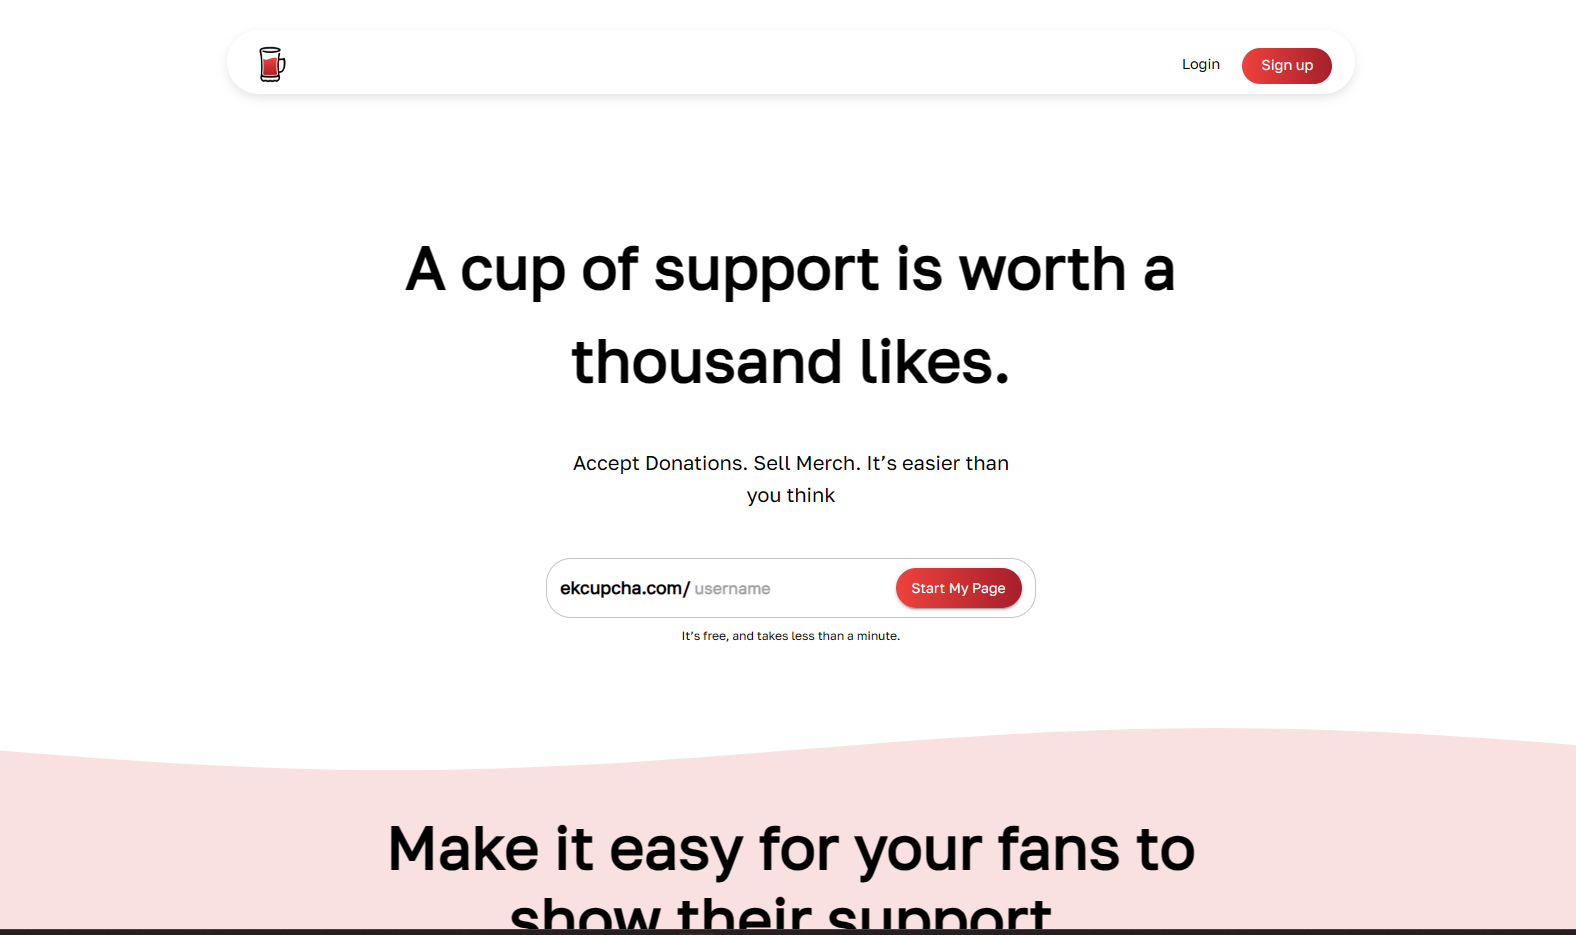 Login
Sign up
A cup of support is worth a
thousand likes.
Accept Donations. Sell Merch. It’s easier than
you think
ekcupcha.com/ username
Start My Page
It’s free, and takes less than a minute.
Make it easy for your fans to
show their support